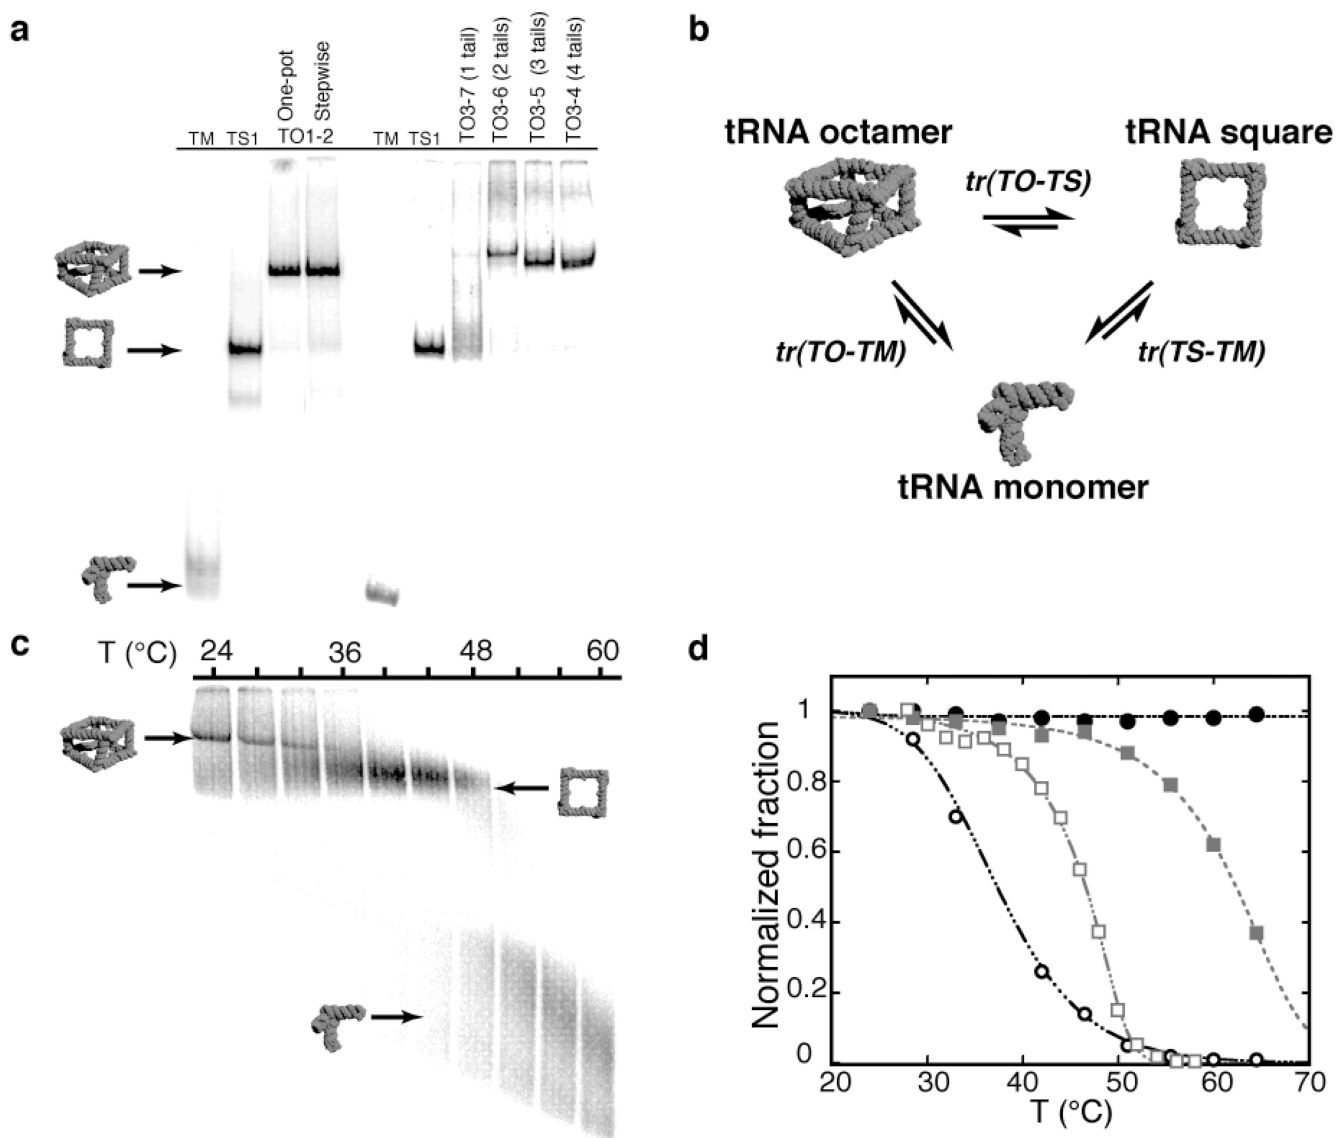 a
One-pot
Stepwise
TM TS1 TO1-2
TM TS1
TO3-7 (1 tail)
TO3-6 (2 tails)
TO3-5 (3 tails)
TO3-4 (4 tails)
b
tRNA octamer
tRNA square
tr(TO-TS)
tr(TO-TM)
tr(TS-TM)
tRNA monomer
c
T (°C) 24 36 48 60
d
Normalized fraction
1
0.8
0.6
0.4
0.2
0
20 30 40 50 60 70
T (°C)